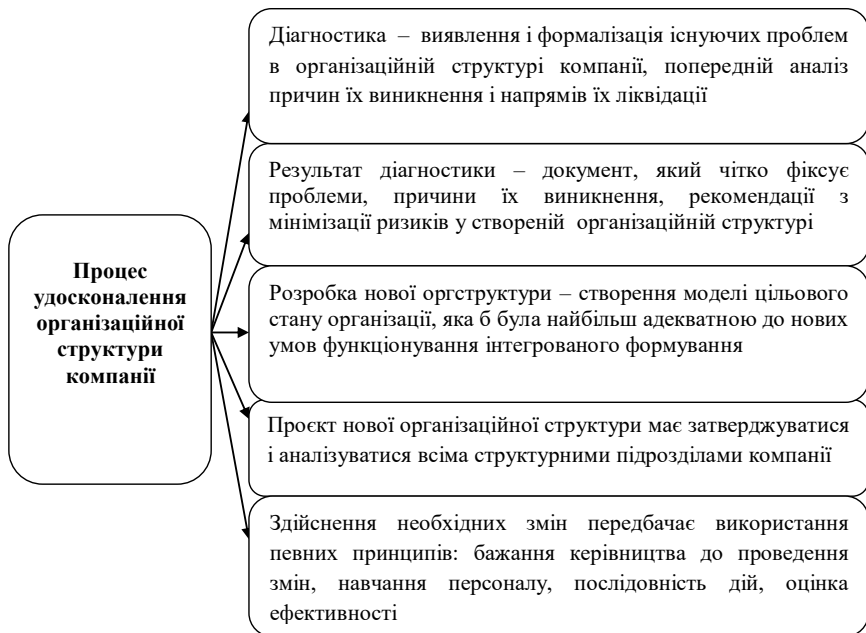 Діагностика – виявлення і формалізація існуючих проблем
в організаційній структурі компанії, попередній аналіз
причин їх виникнення і напрямів їх ліквідації
Результат діагностики – документ, який чітко фіксує
проблеми, причини їх виникнення, рекомендації з
мінімізації ризиків у створеній організаційній структурі
Процес
удосконалення
організаційної
структури
компанії
Розробка нової оргструктури – створення моделі цільового
стану організації, яка б була найбільш адекватною до нових
умов функціонування інтегрованого формування
Проєкт нової організаційної структури має затверджуватися
і аналізуватися всіма структурними підрозділами компанії
Здійснення необхідних змін передбачає використання
певних принципів: бажання керівництва до проведення
змін, навчання персоналу, послідовність дій, оцінка
ефективності